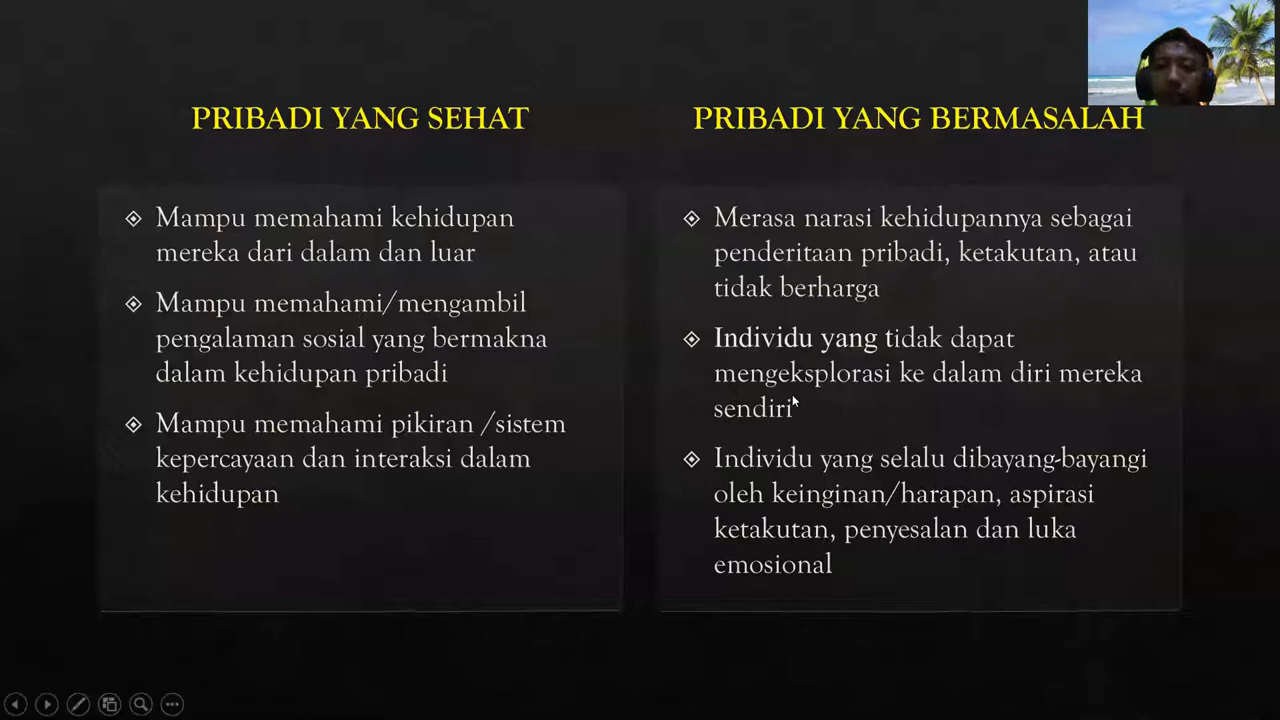 PRIBADI YANG SEHAT
Mampu memahami kehidupan
mereka dari dalam dan luar
Mampu memahami/mengambil
pengalaman sosial yang bermakna
dalam kehidupan pribadi
Mampu memahami pikiran /sistem
kepercayaan dan interaksi dalam
kehidupan
PRIBADI YANG BERMASALAH
Merasa narasi kehidupannya sebagai
penderitaan pribadi, ketakutan, atau
tidak berharga
Individu yang tidak dapat
mengeksplorasi ke dalam diri mereka
sendiri
Individu yang selalu dibayang-bayangi
oleh keinginan/harapan, aspirasi
ketakutan, penyesalan dan luka
emosional